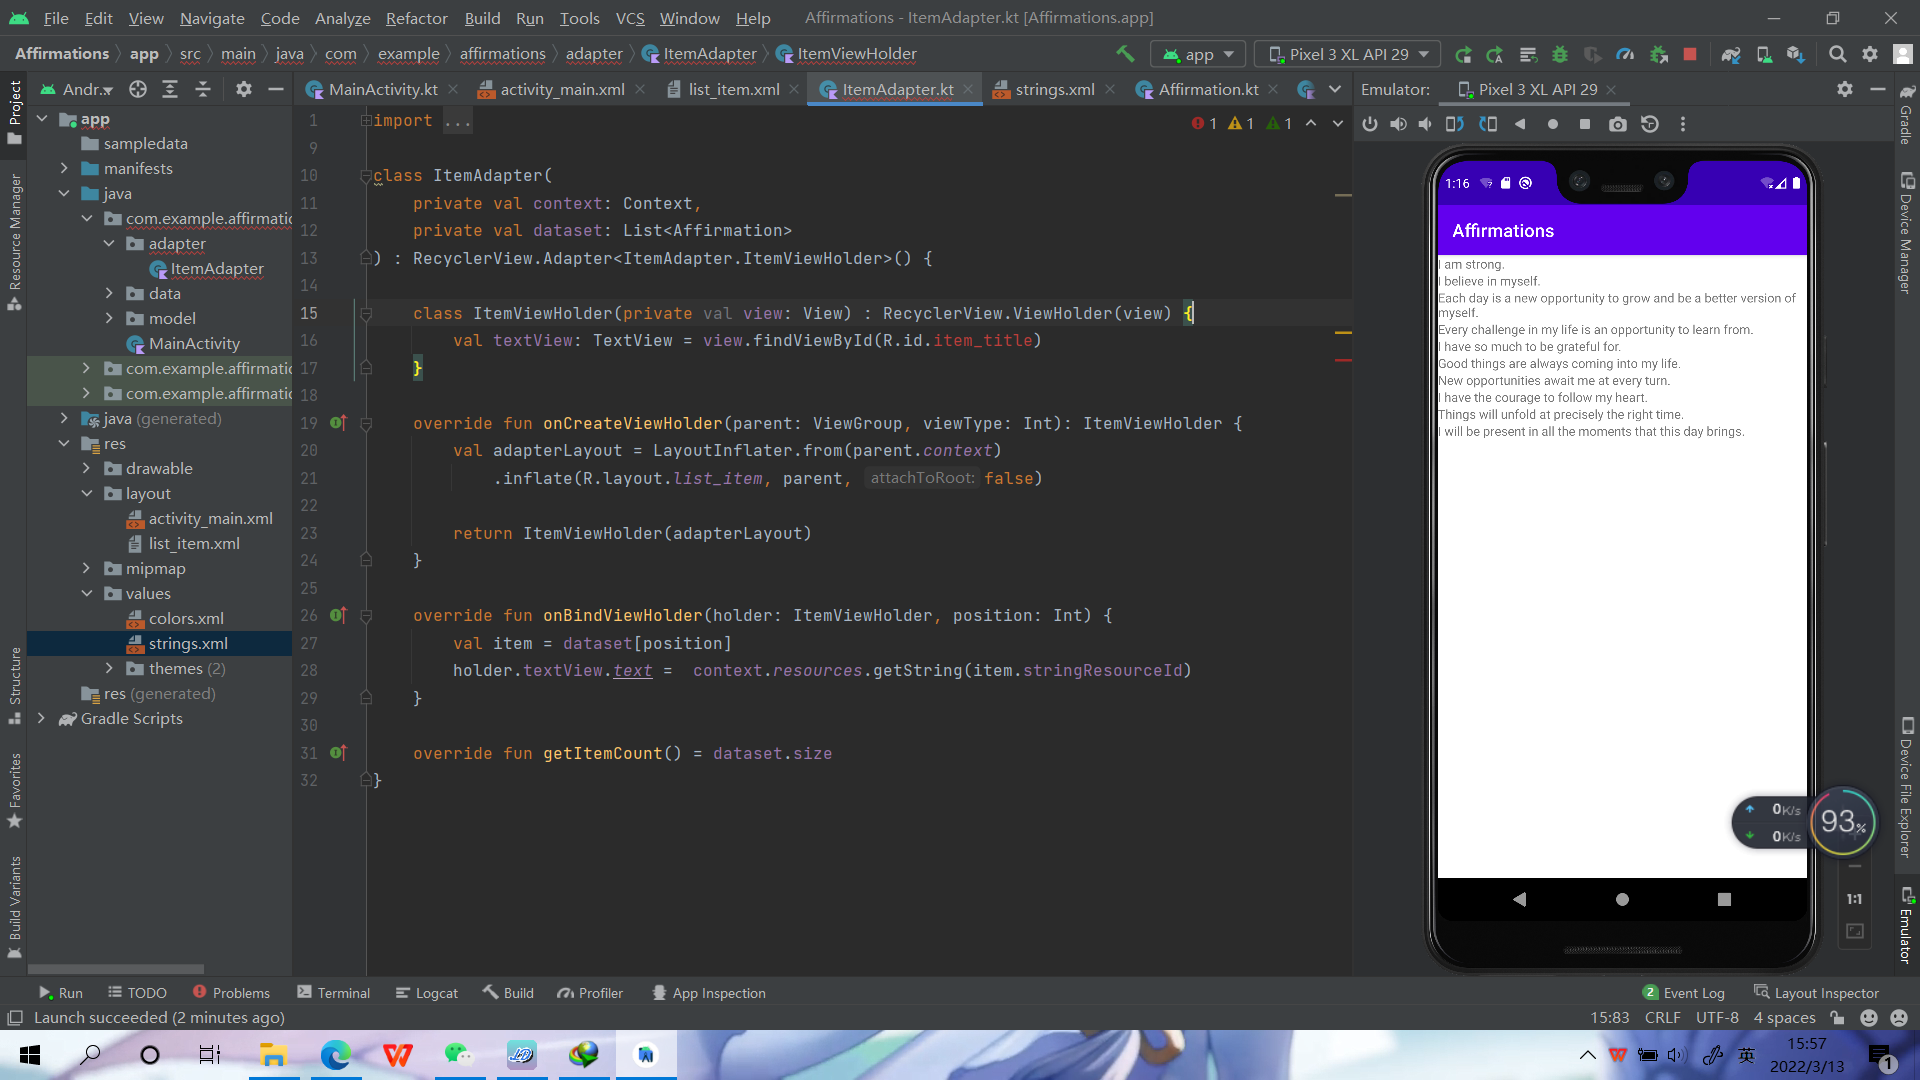 File Edit View Navigate Code Analyze Refactor Build Run Tools VCS Window Help Affirmations - ItemAdapter.kt [Affirmations.app]
Affirmations app src main java com example affirmations adapter ItemAdapter ItemViewHolder app Pixel 3 XL API 29
Andr... MainActivity.kt activity_main.xml list_item.xml ItemAdapter.kt strings.xml Affirmation.kt Emulator: Pixel 3 XL API 29
Project
Resource Manager
Structure
Favorites
Build Variants
app
sampledata
manifests
java
com.example.affirmatic
adapter
ItemAdapter
data
model
MainActivity
com.example.affirmatic
com.example.affirmatic
java (generated)
res
drawable
layout
activity_main.xml
list_item.xml
mipmap
values
colors.xml
strings.xml
themes (2)
res (generated)
Gradle Scripts
1 1 1
1 import ...
9
10 class ItemAdapter(
11 private val context: Context,
12 private val dataset: List<Affirmation>
13 ) : RecyclerView.Adapter<ItemAdapter.ItemViewHolder>() {
14
15 class ItemViewHolder(private val view: View) : RecyclerView.ViewHolder(view) {
16 val textView: TextView = view.findViewById(R.id.item_title)
17 }
18
19 override fun onCreateViewHolder(parent: ViewGroup, viewType: Int): ItemViewHolder {
20 val adapterLayout = LayoutInflater.from(parent.context)
21 .inflate(R.layout.list_item, parent, attachToRoot: false)
22
23 return ItemViewHolder(adapterLayout)
24 }
25
26 override fun onBindViewHolder(holder: ItemViewHolder, position: Int) {
27 val item = dataset[position]
28 holder.textView.text = context.resources.getString(item.stringResourceId)
29 }
30
31 override fun getItemCount() = dataset.size
32 }
1:16
Affirmations
I am strong.
I believe in myself.
Each day is a new opportunity to grow and be a better version of
myself.
Every challenge in my life is an opportunity to learn from.
I have so much to be grateful for.
Good things are always coming into my life.
New opportunities await me at every turn.
I have the courage to follow my heart.
Things will unfold at precisely the right time.
I will be present in all the moments that this day brings.
0K/s
0K/s
93%
1:1
Gradle
Device Manager
Device File Explorer
Emulator
Run TODO Problems Terminal Logcat Build Profiler App Inspection 2 Event Log Layout Inspector
Launch succeeded (2 minutes ago) 15:83 CRLF UTF-8 4 spaces
英 15:57
2022/3/13 1